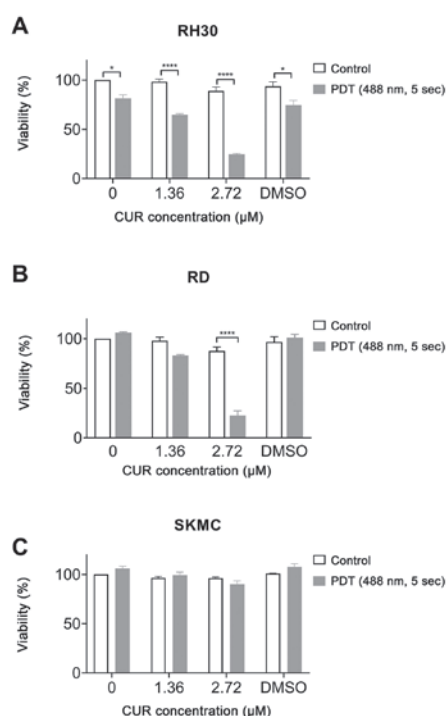 A
RH30
Viability (%)
100
50
0
*
****
****
*
Control
PDT (488 nm, 5 sec)
0 1.36 2.72 DMSO
CUR concentration (µM)
B
RD
Viability (%)
100
50
0
****
Control
PDT (488 nm, 5 sec)
0 1.36 2.72 DMSO
CUR concentration (µM)
C
SKMC
Viability (%)
100
50
0
Control
PDT (488 nm, 5 sec)
0 1.36 2.72 DMSO
CUR concentration (µM)